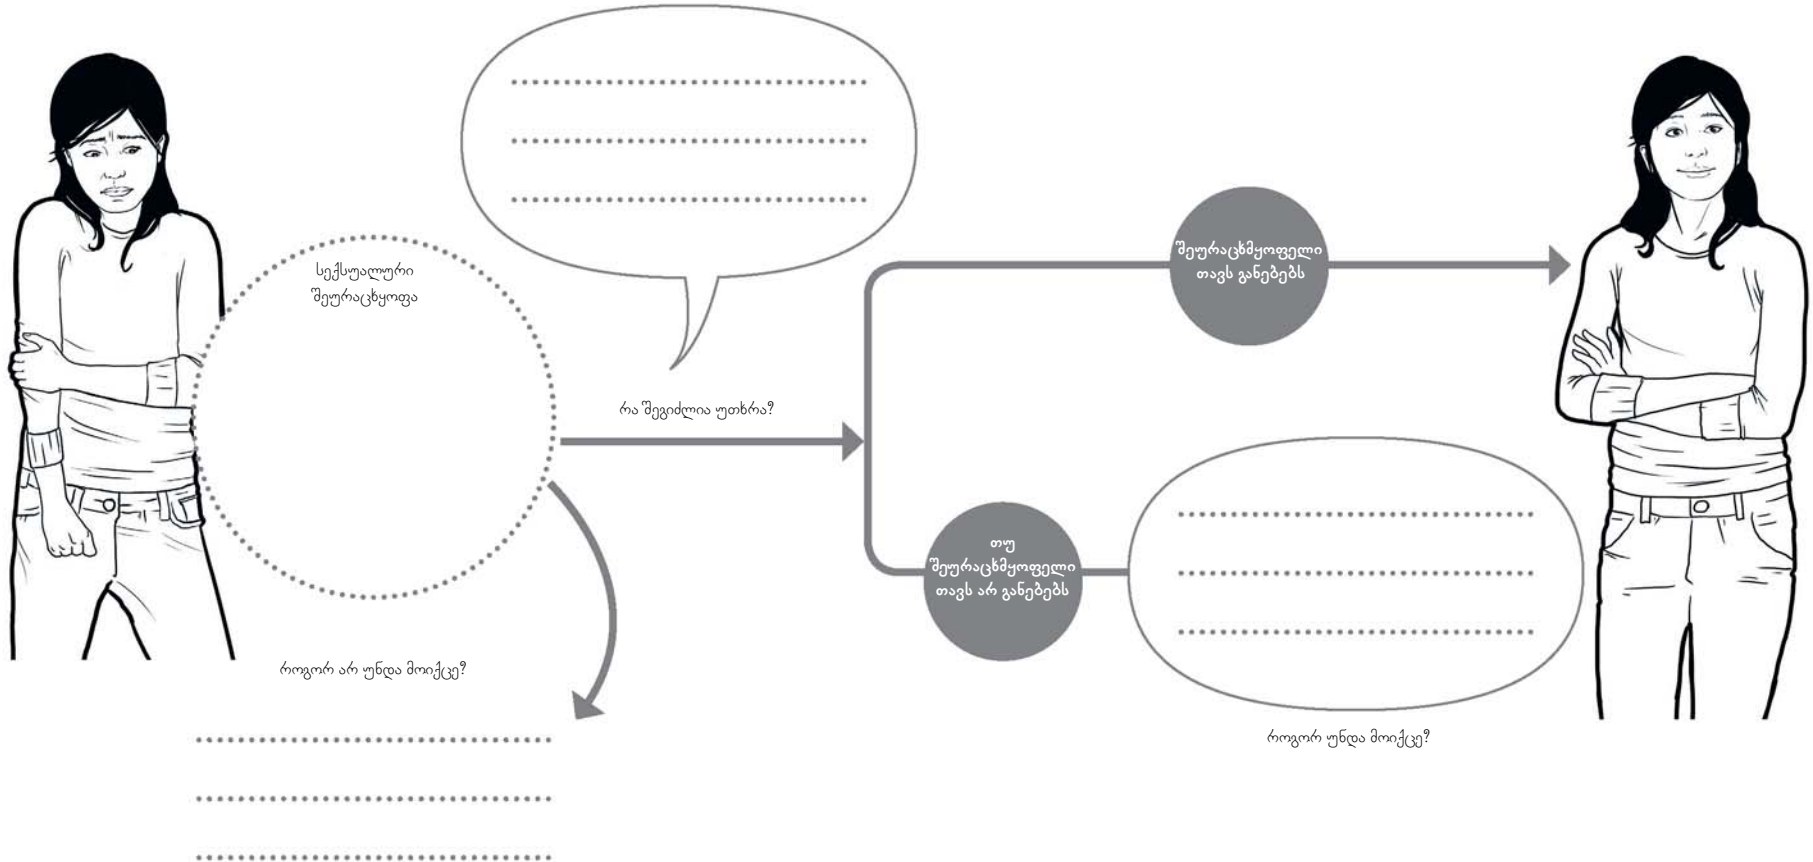 სექსუალური
შეურაცხყოფა
რა შეგიძლია უთხრა?
შეურაცხმყოფელი
თავს განებებს
თუ
შეურაცხმყოფელი
თავს არ განებებს
როგორ არ უნდა მოიქცე?
როგორ უნდა მოიქცე?